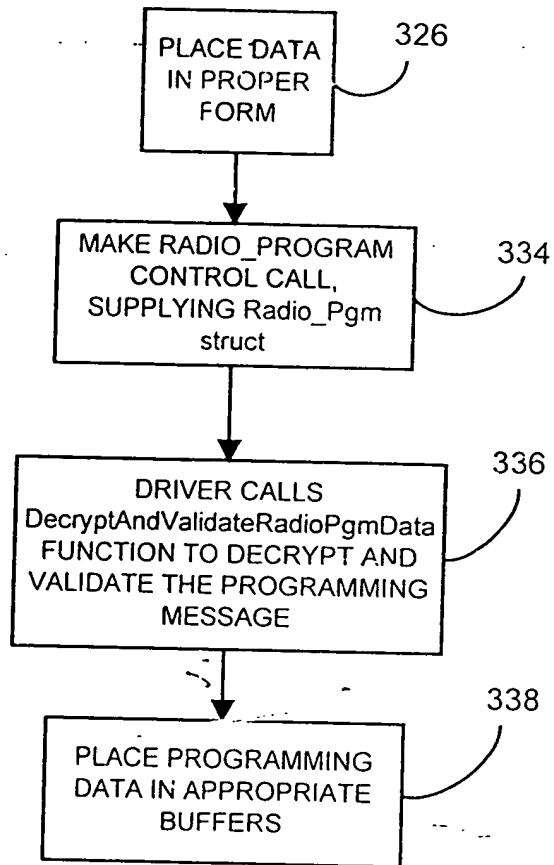 PLACE DATA
IN PROPER
FORM
326
MAKE RADIO_PROGRAM
CONTROL CALL,
SUPPLYING Radio_Pgm
struct
334
DRIVER CALLS
DecryptAndValidateRadioPgmData
FUNCTION TO DECRYPT AND
VALIDATE THE PROGRAMMING
MESSAGE
336
PLACE PROGRAMMING
DATA IN APPROPRIATE
BUFFERS
338